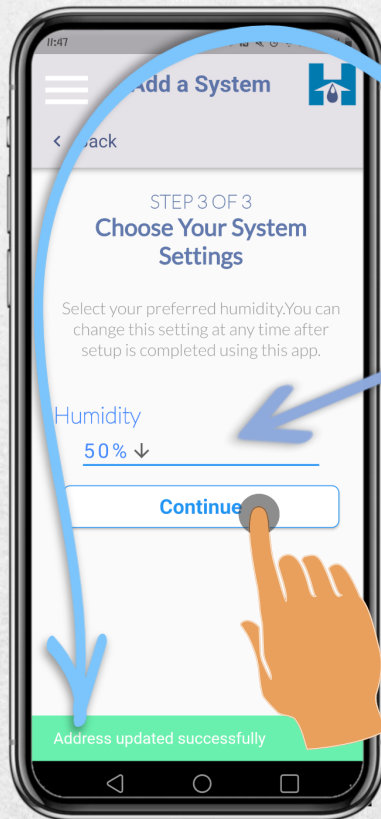 11:47
Add a System
Back
STEP 3 OF 3
Choose Your System
Settings
Select your preferred humidity.You can
change this setting at any time after
setup is completed using this app.
Humidity
50%
Continue
Address updated successfully